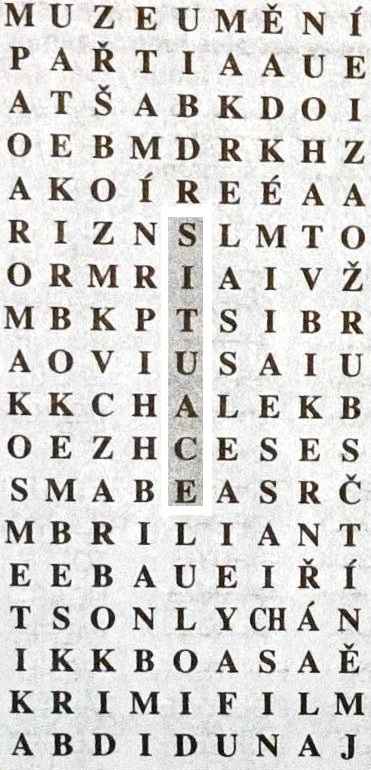 M U Z E U M Ě N Í
P A Ř T I A A U E
A T Š A B K D O I
O E B M D R K H Z
A K O Í R E É A A
R I Z N S L M T O
O R M R I A I V Ž
M B K P T S I B R
A O V I U S A I U
K K C H A L E K B
O E Z H C E S E S
S M A B E A S R Č
M B R I L I A N T
E E B A U E I Ř Í
T S O N L Y CH Á N
I K K B O A S A Ě
K R I M I F I L M
A B D I D U N A J